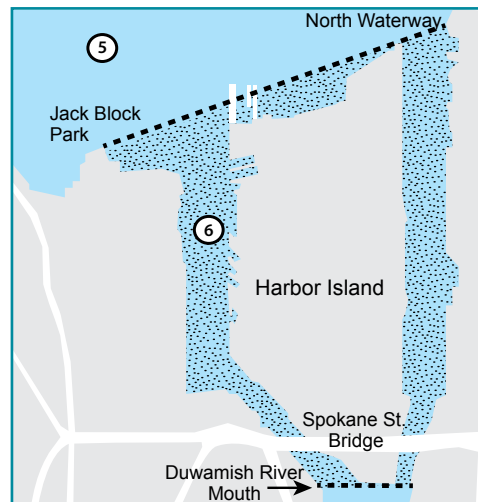 North Waterway
5
Jack Block
Park
6
Harbor Island
Spokane St.
Bridge
Duwamish River
Mouth